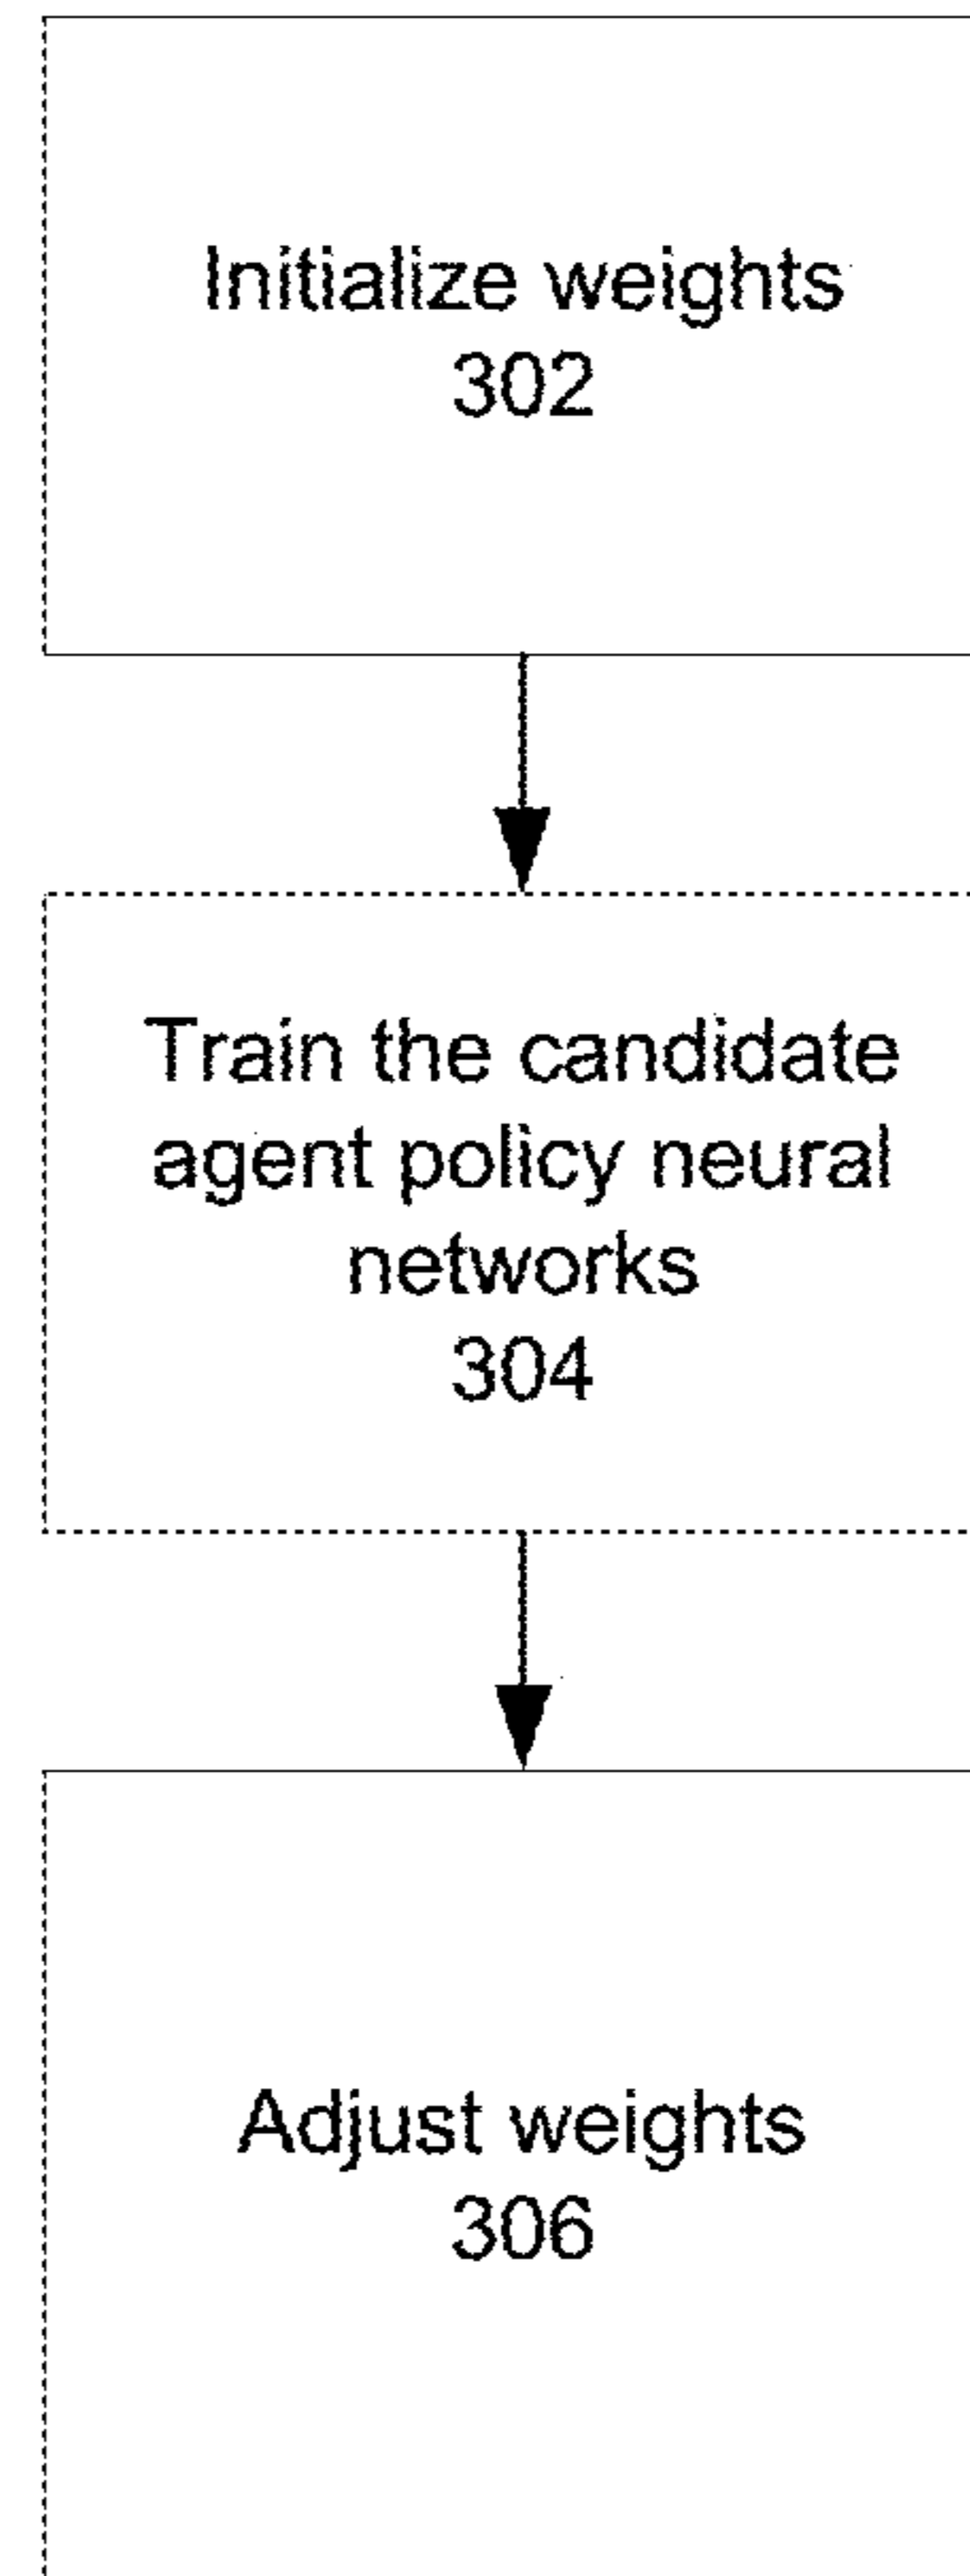 Initialize weights
302
Train the candidate
agent policy neural
networks
304
Adjust weights
306